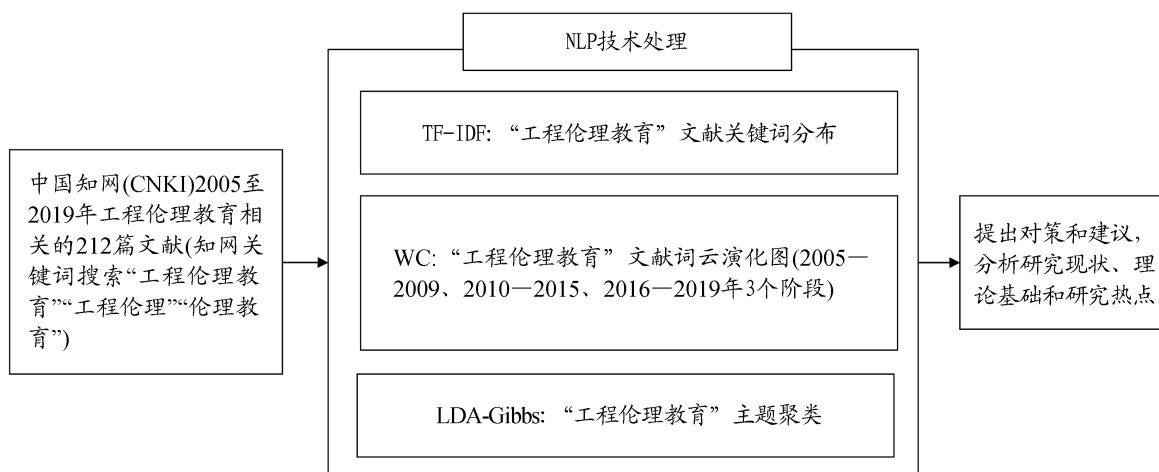 NLP技术处理
TF-IDF: “工程伦理教育”文献关键词分布
中国知网(CNKI)2005至
2019年工程伦理教育相
关的212篇文献(知网关
键词搜索“工程伦理教
育”“工程伦理”“伦理教
育”)
WC: “工程伦理教育”文献词云演化图(2005—
2009、2010—2015、2016—2019年3个阶段)
LDA-Gibbs: “工程伦理教育”主题聚类
提出对策和建议，
分析研究现状、理
论基础和研究热点